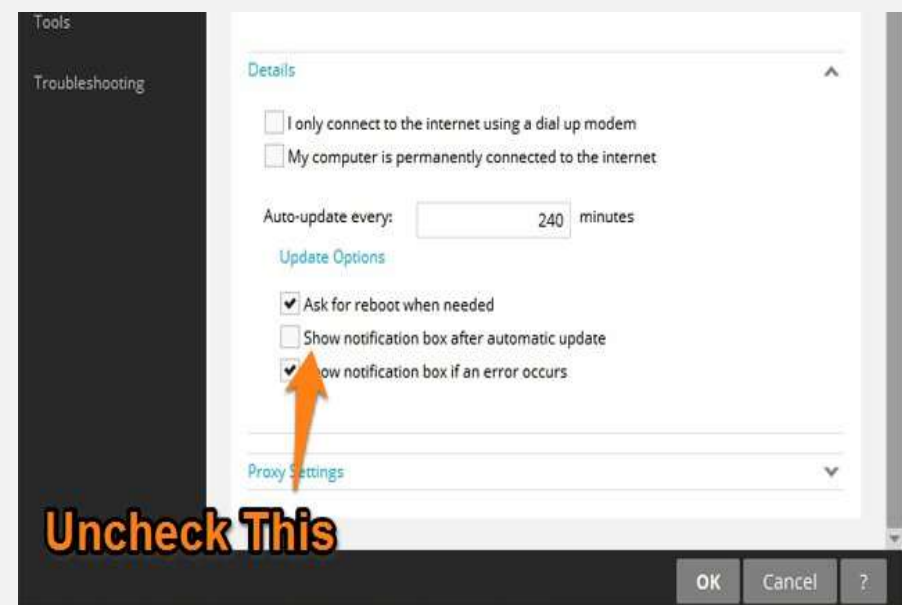 Tools
Troubleshooting
Details
I only connect to the internet using a dial up modem
My computer is permanently connected to the internet
Auto-update every: 240 minutes
Update Options
Ask for reboot when needed
Show notification box after automatic update
notification box if an error occurs
Proxy Settings
Uncheck This
OK Cancel ?